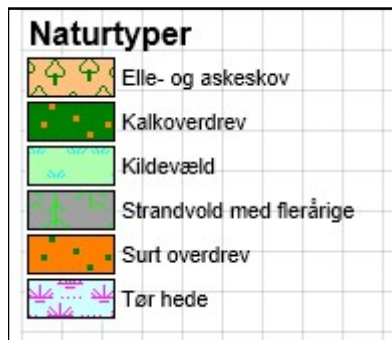 Naturtyper
Elle- og askeskov
Kalkoverdrev
Kildevæld
Strandvold med flerårige
Surt overdrev
Tør hede